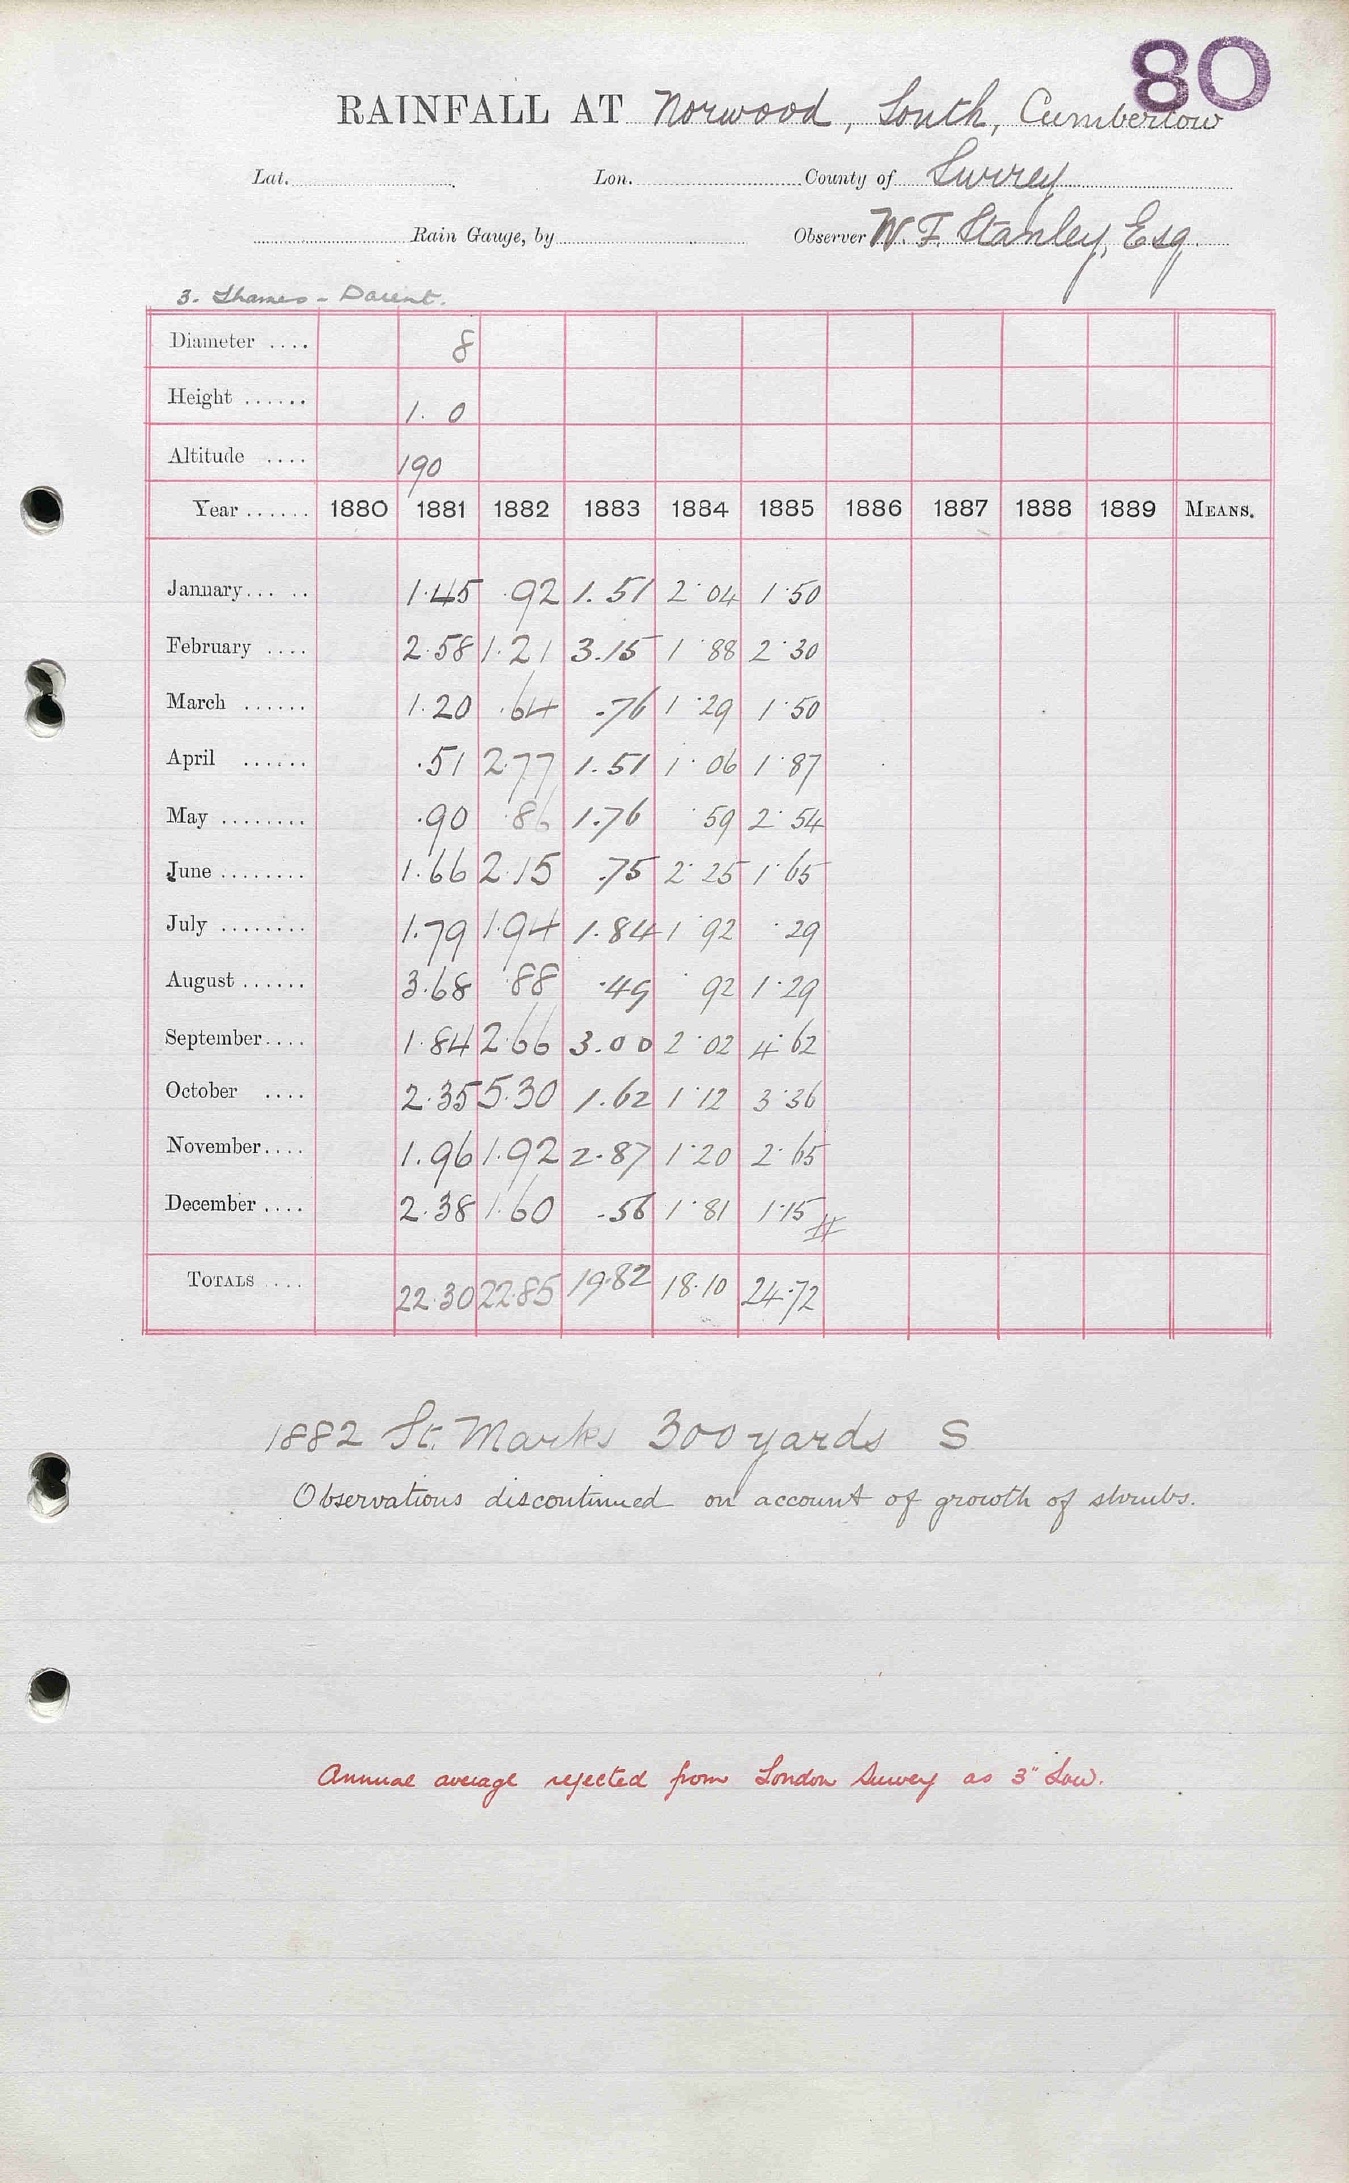 80
RAINFALL AT Norwood, South, Cumberlow
Lat. Lon. County of Surrey
Rain Gauge, by Observer W. F. Stanley, Esq.
3. Thames - Darent.
Diameter .... 8
Height ...... 1. 0
Altitude .... 190
Year ...... 1880 1881 1882 1883 1884 1885 1886 1887 1888 1889 MEANS.
January... .. 1.45 .92 1.51 2.04 1.50
February .... 2.58 1.21 3.15 1.88 2.30
March ...... 1.20 .64 .76 1.29 1.50
April ...... .51 2.77 1.51 1.06 1.87
May ........ .90 .86 1.76 .59 2.54
June ........ 1.66 2.15 .75 2.25 1.65
July ........ 1.79 1.94 1.84 1.92 .29
August ...... 3.68 .88 .49 .92 1.29
September.... 1.84 2.66 3.00 2.02 4.62
October .... 2.35 5.30 1.62 1.12 3.36
November.... 1.96 1.92 2.87 1.20 2.65
December .... 2.38 1.60 .56 1.81 1.15
TOTALS .... 22.30 22.85 19.82 18.10 24.72
1882 St. Marks 300 yards S
Observations discontinued on account of growth of shrubs.
Annual average rejected from London Survey as 3" low.